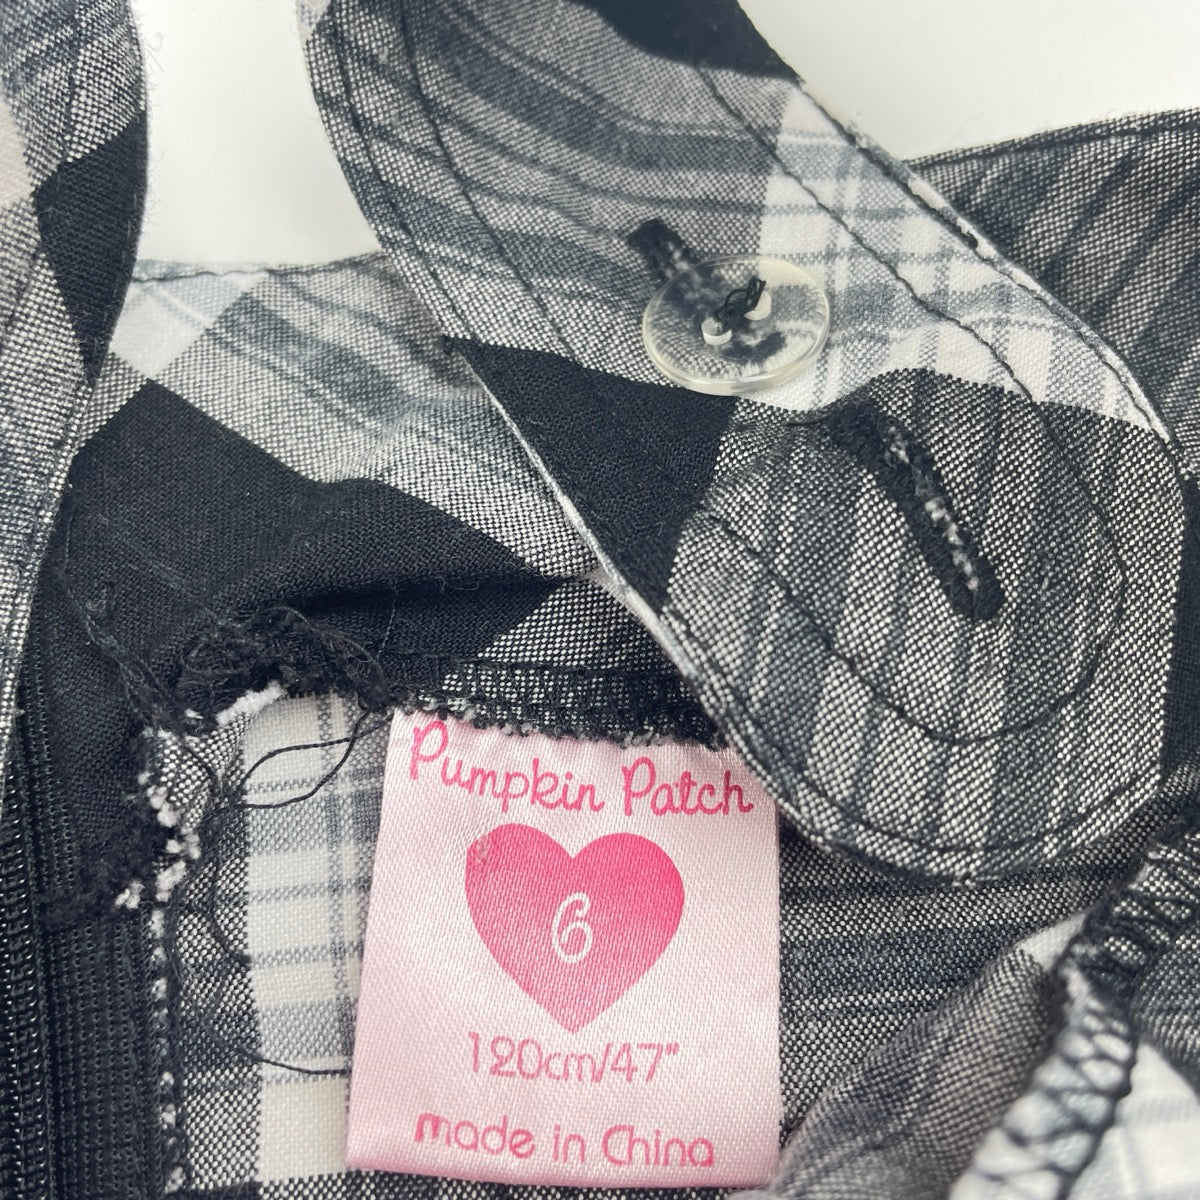 Pumpkin Patch
6
120cm/47"
made in China